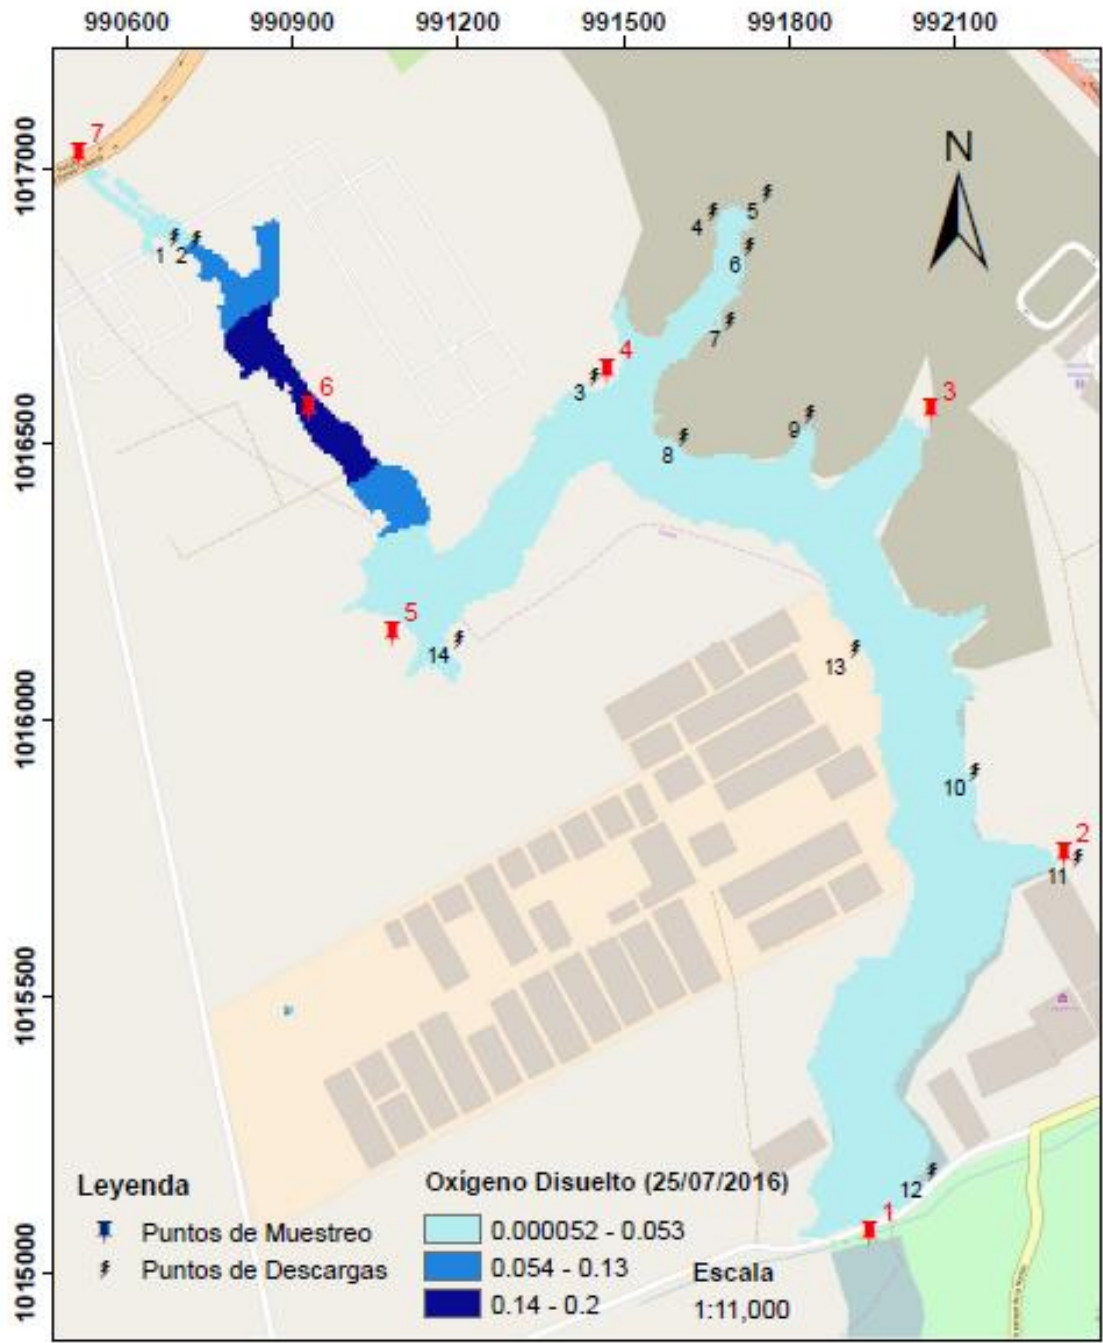 990600 990900 991200 991500 991800 992100
1017000
1016500
1016000
1015500
1015000
N
7
1 2
6
4
3
5
4
6
7
3
8
9
5
14
13
10
2
11
12
1
Leyenda
Puntos de Muestreo
Puntos de Descargas
Oxígeno Disuelto (25/07/2016)
0.000052 - 0.053
0.054 - 0.13
0.14 - 0.2
Escala
1:11,000